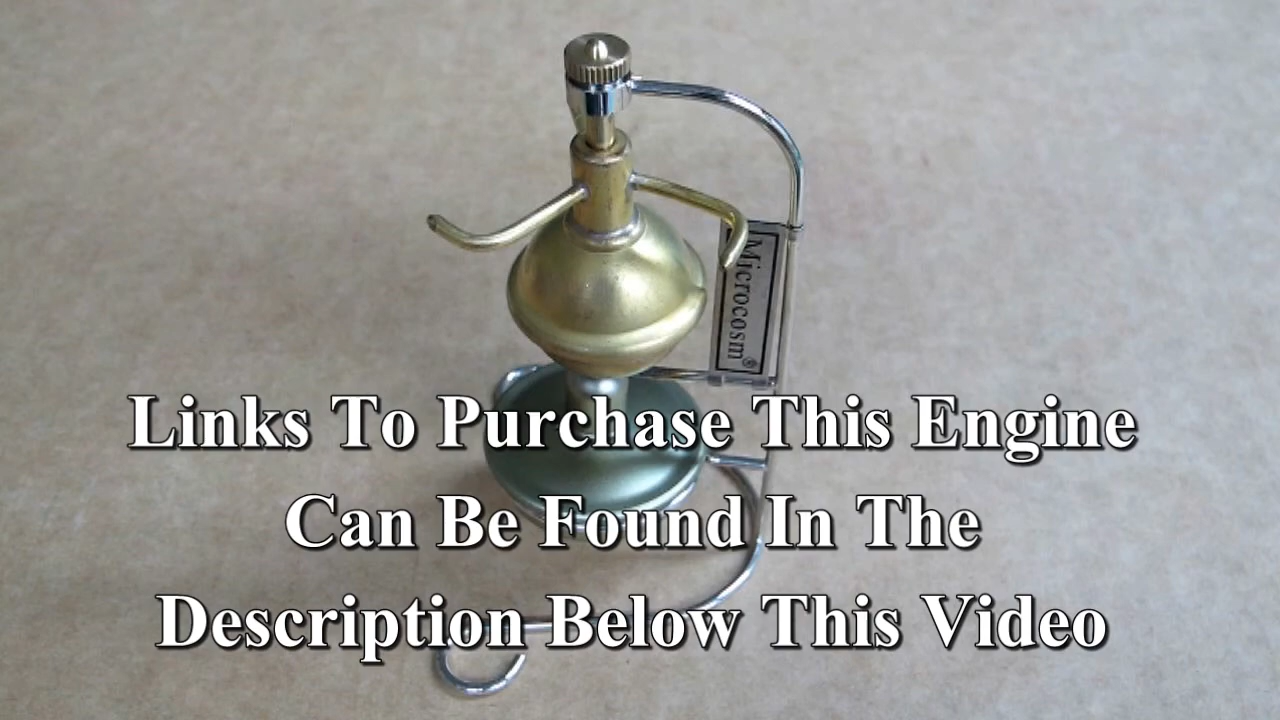 Microcosm®
Links To Purchase This Engine
Can Be Found In The
Description Below This Video